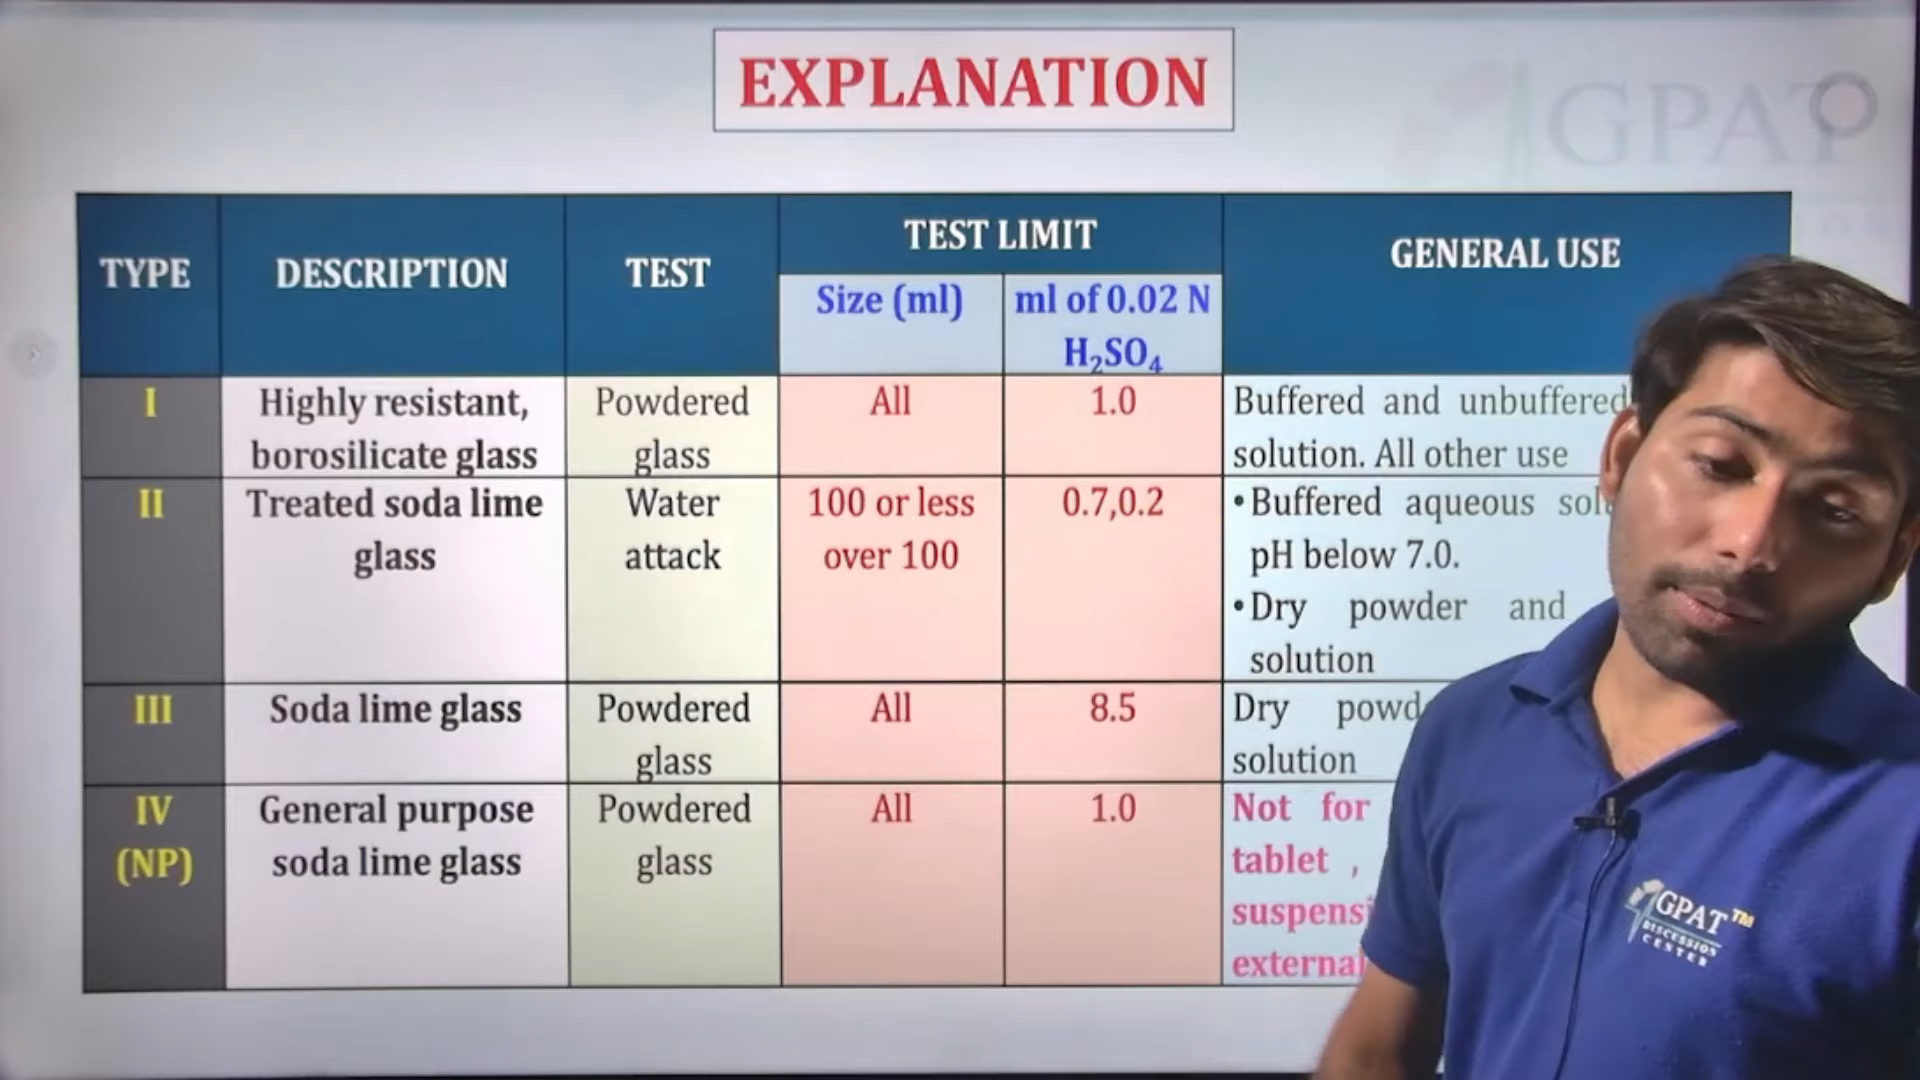 EXPLANATION
GPAT
TYPE
DESCRIPTION
TEST
TEST LIMIT
Size (ml)
ml of 0.02 N
H₂SO₄
GENERAL USE
I
Highly resistant,
borosilicate glass
Powdered
glass
All
1.0
Buffered and unbuffered
solution. All other use
II
Treated soda lime
glass
Water
attack
100 or less
over 100
0.7,0.2
•Buffered aqueous
pH below 7.0.
•Dry powder and
solution
III
Soda lime glass
Powdered
glass
All
8.5
Dry
solution
IV
(NP)
General purpose
soda lime glass
Powdered
glass
All
1.0
Not for
tablet ,
external
GPAT™
DISCESSION
CENTER